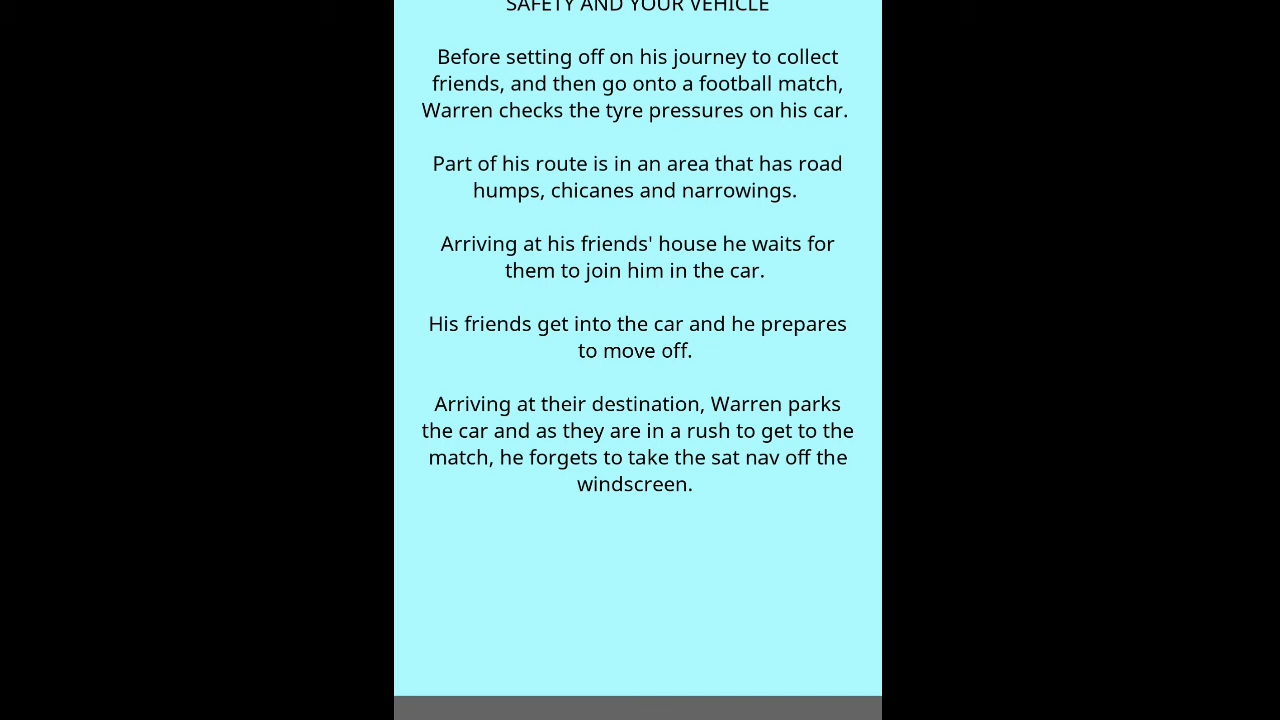 SAFETY AND YOUR VEHICLE
Before setting off on his journey to collect
friends, and then go onto a football match,
Warren checks the tyre pressures on his car.
Part of his route is in an area that has road
humps, chicanes and narrowings.
Arriving at his friends' house he waits for
them to join him in the car.
His friends get into the car and he prepares
to move off.
Arriving at their destination, Warren parks
the car and as they are in a rush to get to the
match, he forgets to take the sat nav off the
windscreen.